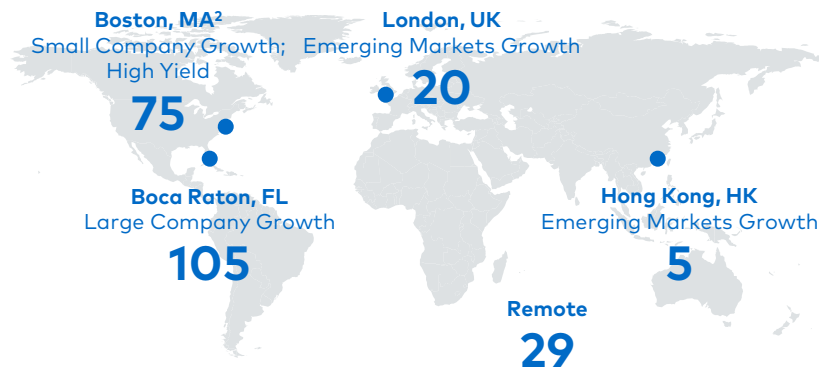 Boston, MA²
Small Company Growth;
High Yield
75
London, UK
Emerging Markets Growth
20
Boca Raton, FL
Large Company Growth
105
Hong Kong, HK
Emerging Markets Growth
5
Remote
29